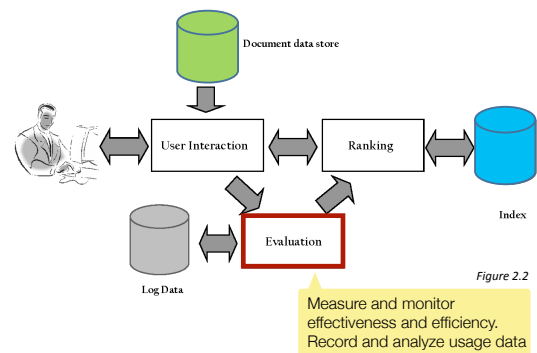 Document data store
User Interaction
Ranking
Index
Evaluation
Log Data
Figure 2.2
Measure and monitor
effectiveness and efficiency.
Record and analyze usage data